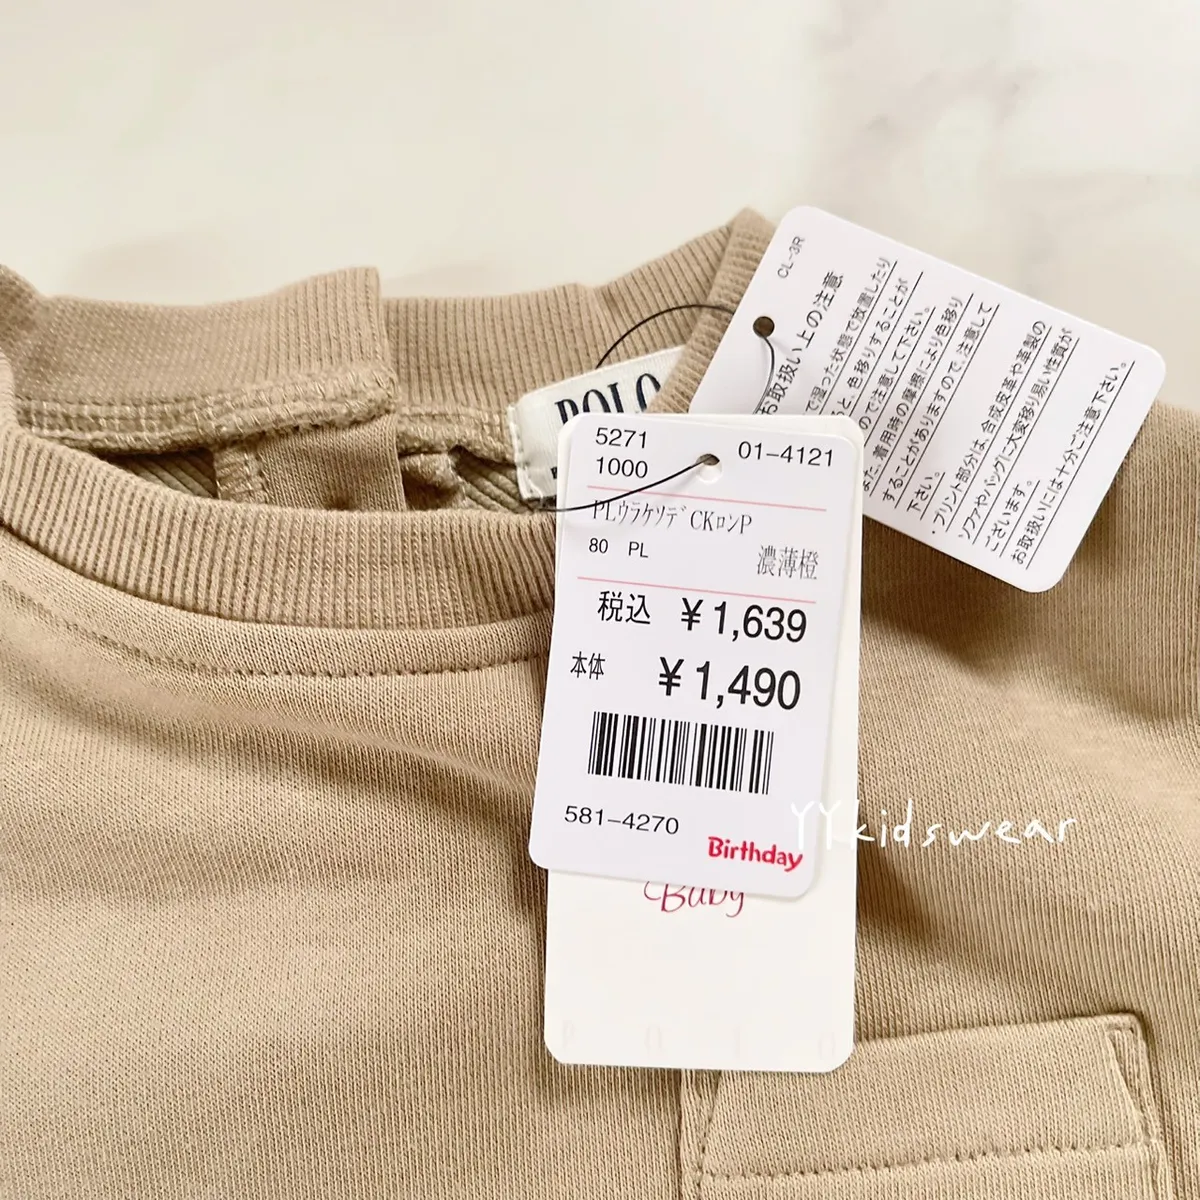 POLO
5271
01-4121
1000
PLウラケソデCKロンP
80 PL
濃薄橙
税込 ¥1,639
本体 ¥1,490
581-4270
Birthday
Baby
CL-3R
お取扱い上の注意
で湿った状態で放置したり
ると、色移りすることが
ので注意して下さい。
また、着用時の摩擦により色移り
することがありますので、注意して
下さい。
・プリント部分は、合成皮革や革製の
ソファやバッグに大変移り易い性質が
ございます。
お取扱いには十分ご注意下さい。
YYkidswear